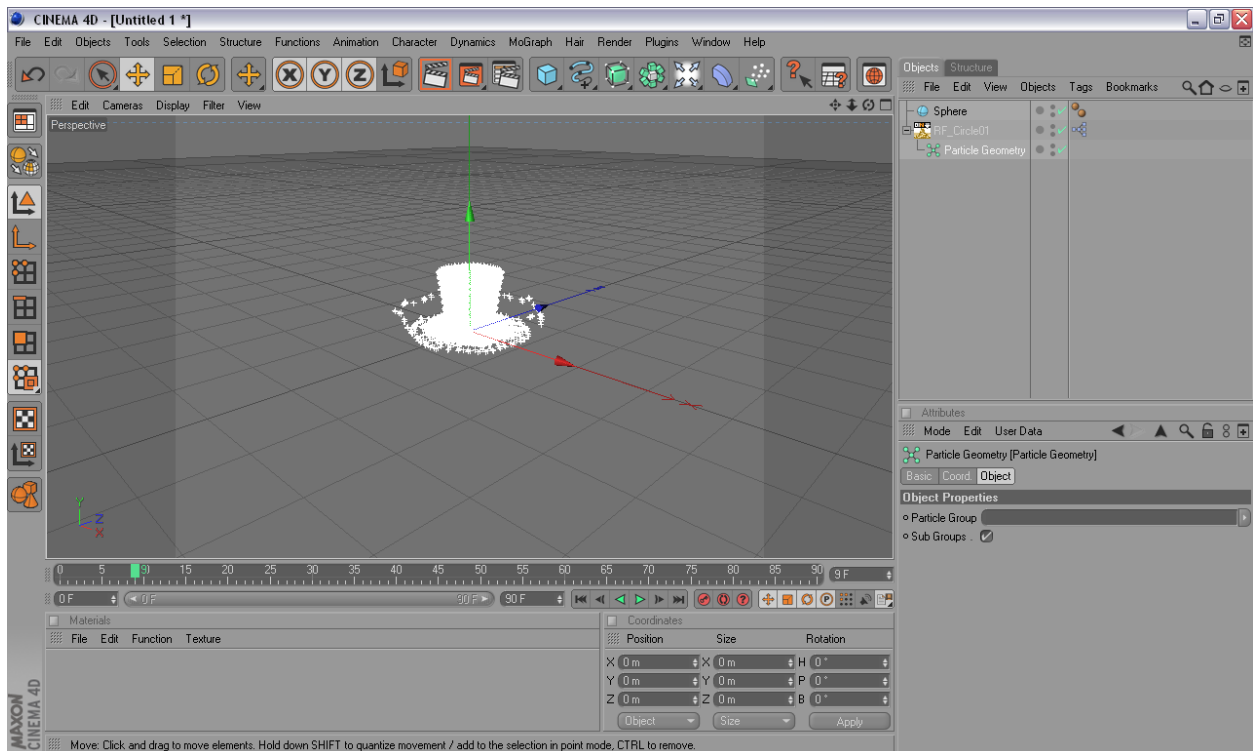 CINEMA 4D - [Untitled 1 *]
File Edit Objects Tools Selection Structure Functions Animation Character Dynamics MoGraph Hair Render Plugins Window Help
Edit Cameras Display Filter View
Perspective
Y
Z
X
0 5 9 15 20 25 30 35 40 45 50 55 60 65 70 75 80 85 90
9 F
0 F
0 F
90 F
90 F
Materials
File Edit Function Texture
Coordinates
Position Size Rotation
X 0 m X 0 m H 0 °
Y 0 m Y 0 m P 0 °
Z 0 m Z 0 m B 0 °
Object Size Apply
MAXON
CINEMA 4D
Move: Click and drag to move elements. Hold down SHIFT to quantize movement / add to the selection in point mode, CTRL to remove.
Objects Structure
File Edit View Objects Tags Bookmarks
Sphere
RF_Circle01
Particle Geometry
Attributes
Mode Edit User Data
Particle Geometry [Particle Geometry]
Basic Coord. Object
Object Properties
Particle Group
Sub Groups .